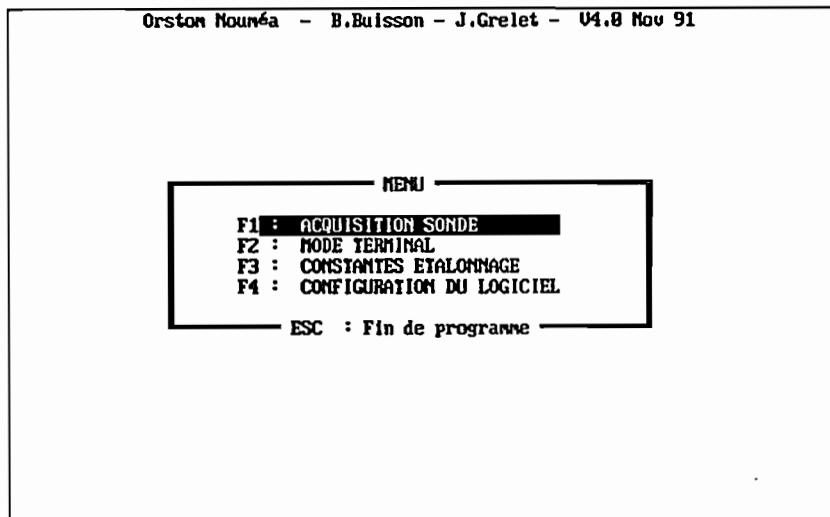 Orstom Nouméa - B.Buisson - J.Grelet - V4.0 Nov 91
MENU
F1 : ACQUISITION SONDE
F2 : MODE TERMINAL
F3 : CONSTANTES ETALONNAGE
F4 : CONFIGURATION DU LOGICIEL
ESC : Fin de programme